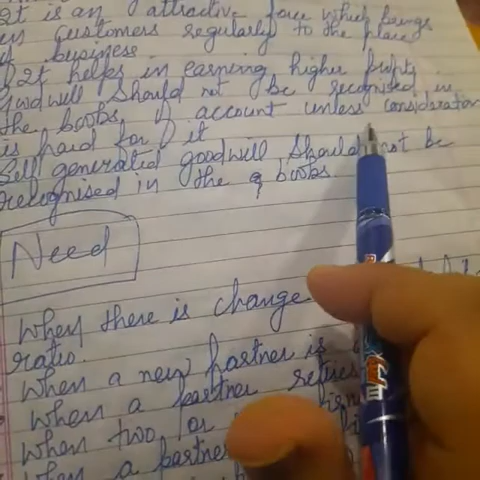 It is an attractive force which brings
in customers regularly to the place
of business
It helps in earning higher profits
Goodwill should not be recognised in
the books of account unless consideration
is paid for it
Self generated goodwill should not be
recognised in the books
Need
When there is change
ratio.
When a new partner is
When a partner
When two or
When a partner